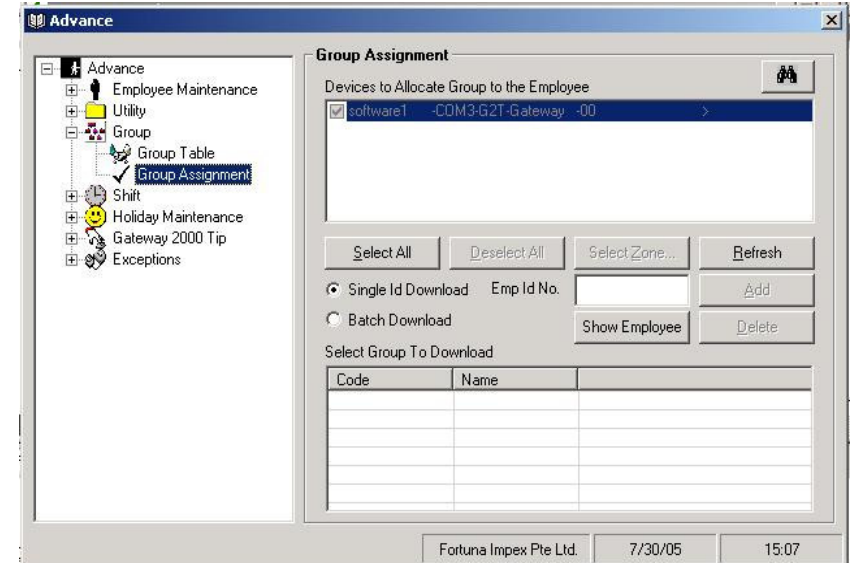 Advance
Advance
Employee Maintenance
Utility
Group
Group Table
Group Assignment
Shift
Holiday Maintenance
Gateway 2000 Tip
Exceptions
Group Assignment
Devices to Allocate Group to the Employee
software1 -COM3-G2T-Gateway -00 >
Select All Deselect All Select Zone... Refresh
Single Id Download Emp Id No. Add
Batch Download Show Employee Delete
Select Group To Download
Code Name
Fortuna Impex Pte Ltd. 7/30/05 15:07